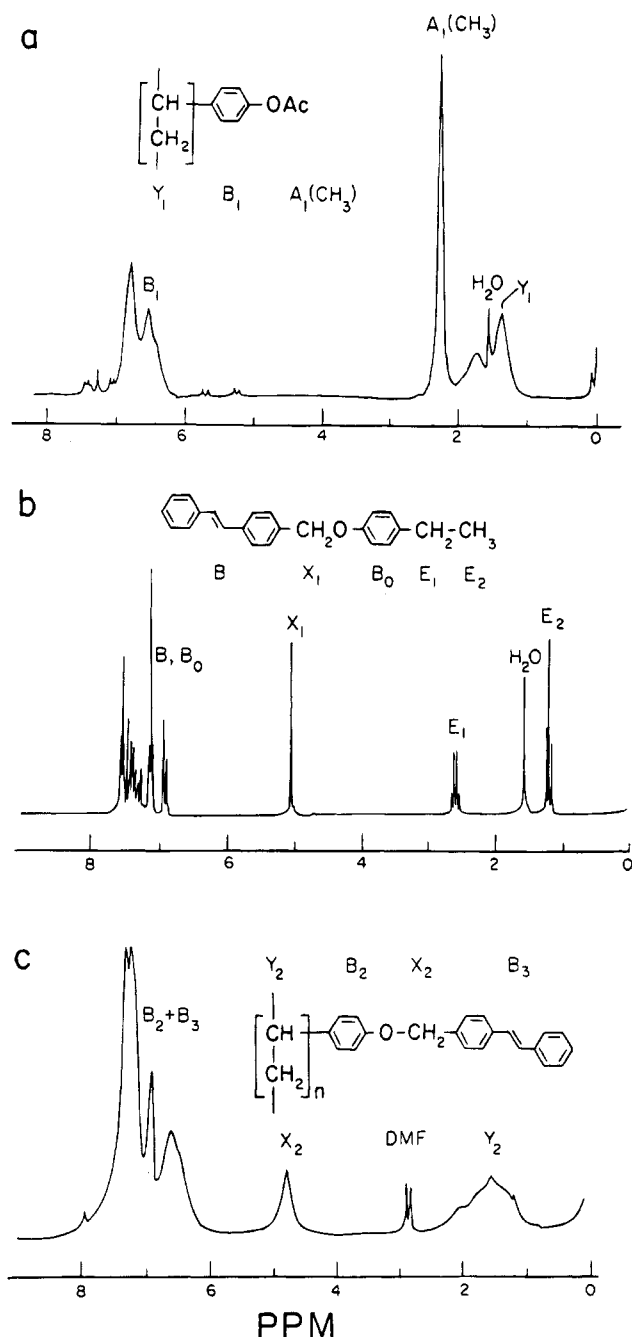 a
A₁(CH₃)
CH
CH₂
OAc
Y₁ B₁ A₁(CH₃)
B₁
H₂O
Y₁
8 6 4 2 0
b
CH₂O CH₂-CH₃
B X₁ B₀ E₁ E₂
X₁
E₂
B, B₀
H₂O
E₁
8 6 4 2 0
c
Y₂ B₂ X₂ B₃
B₂+B₃
CH O-CH₂
CH₂
n
X₂ DMF Y₂
8 6 4 2 0
PPM